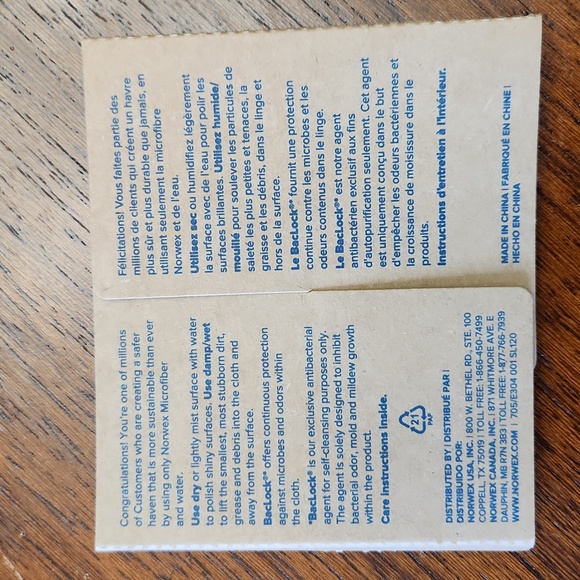 Congratulations! You're one of millions
of Customers who are creating a safer
haven that is more sustainable than ever
by using only Norwex Microfiber
and water.
Use dry or lightly mist surface with water
to polish shiny surfaces. Use damp/wet
to lift the smallest, most stubborn dirt,
grease and debris into the cloth and
away from the surface.
BacLock®* offers continuous protection
against microbes and odors within
the cloth.
*BacLock® is our exclusive antibacterial
agent for self-cleansing purposes only.
The agent is solely designed to inhibit
bacterial odor, mold and mildew growth
within the product.
Care Instructions Inside.
21
PAP
DISTRIBUTED BY | DISTRIBUÉ PAR |
DISTRIBUIDO POR:
NORWEX USA, INC. | 800 W. BETHEL RD., STE. 100
COPPELL, TX 75019 | TOLL FREE: 1-866-450-7499
NORWEX CANADA, INC. | 871 WHITMORE AVE. E
DAUPHIN, MB R7N 3B3 | TOLL FREE: 1-877-766-7939
WWW.NORWEX.COM | 705/E304 001 SL120
Félicitations! Vous faites partie des
millions de clients qui créent un havre
plus sûr et plus durable que jamais, en
utilisant seulement la microfibre
Norwex et de l'eau.
Utilisez sec ou humidifiez légèrement
la surface avec de l'eau pour polir les
surfaces brillantes. Utilisez humide/
mouillé pour soulever les particules de
saleté les plus petites et tenaces, la
graisse et les débris, dans le linge et
hors de la surface.
Le BacLock®* fournit une protection
continue contre les microbes et les
odeurs contenus dans le linge.
Le BacLock®* est notre agent
antibactérien exclusif aux fins
d'autopurification seulement. Cet agent
est uniquement conçu dans le but
d'empêcher les odeurs bactériennes et
la croissance de moisissure dans le
produits.
Instructions d'entretien à l'intérieur.
MADE IN CHINA | FABRIQUÉ EN CHINE |
HECHO EN CHINA